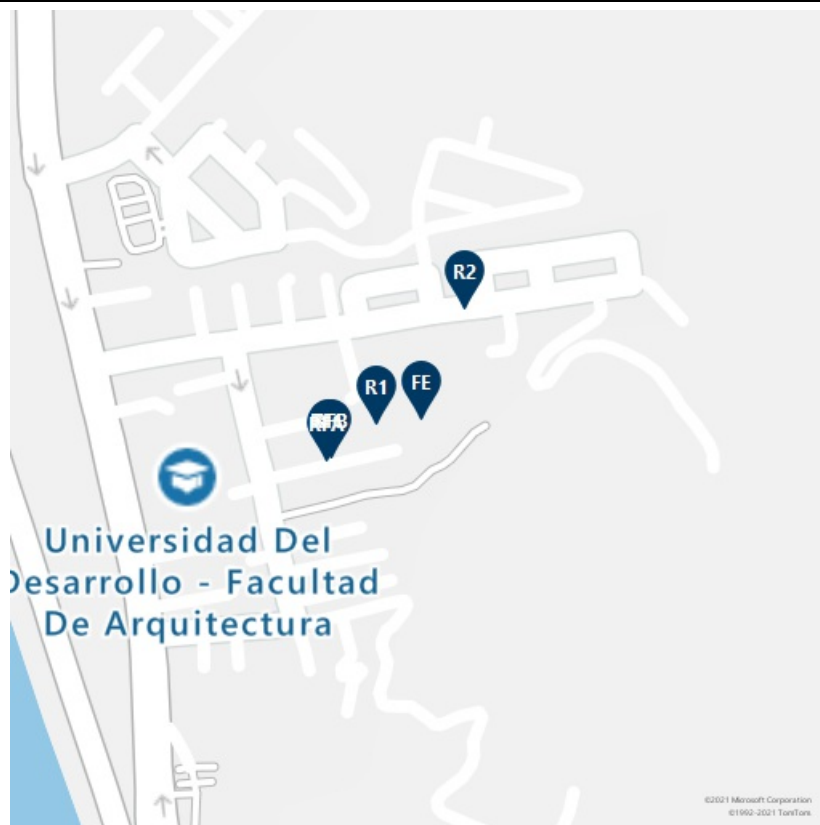 R2
R1
FE
Universidad Del
Desarrollo - Facultad
De Arquitectura
©2021 Microsoft Corporation
©1992-2021 TomTom